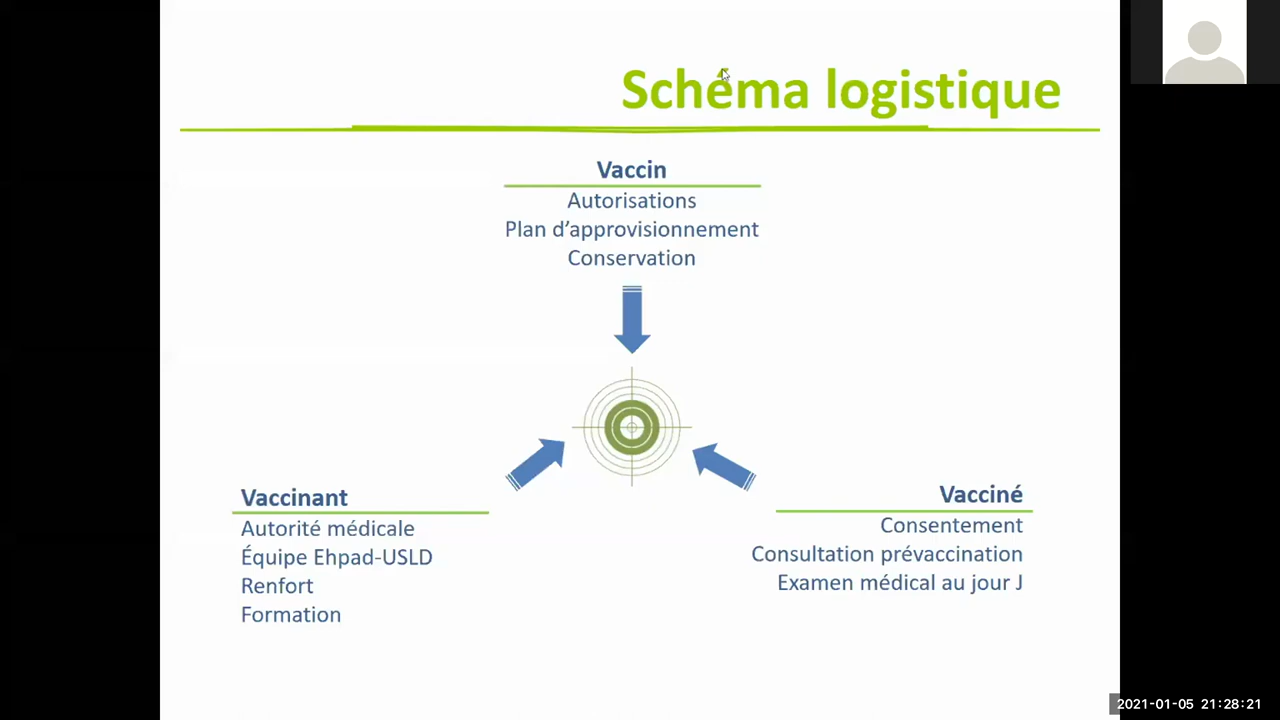 Schéma logistique
Vaccin
Autorisations
Plan d’approvisionnement
Conservation
Vaccinant
Autorité médicale
Équipe Ehpad-USLD
Renfort
Formation
Vacciné
Consentement
Consultation prévaccination
Examen médical au jour J
2021-01-05 21:28:21